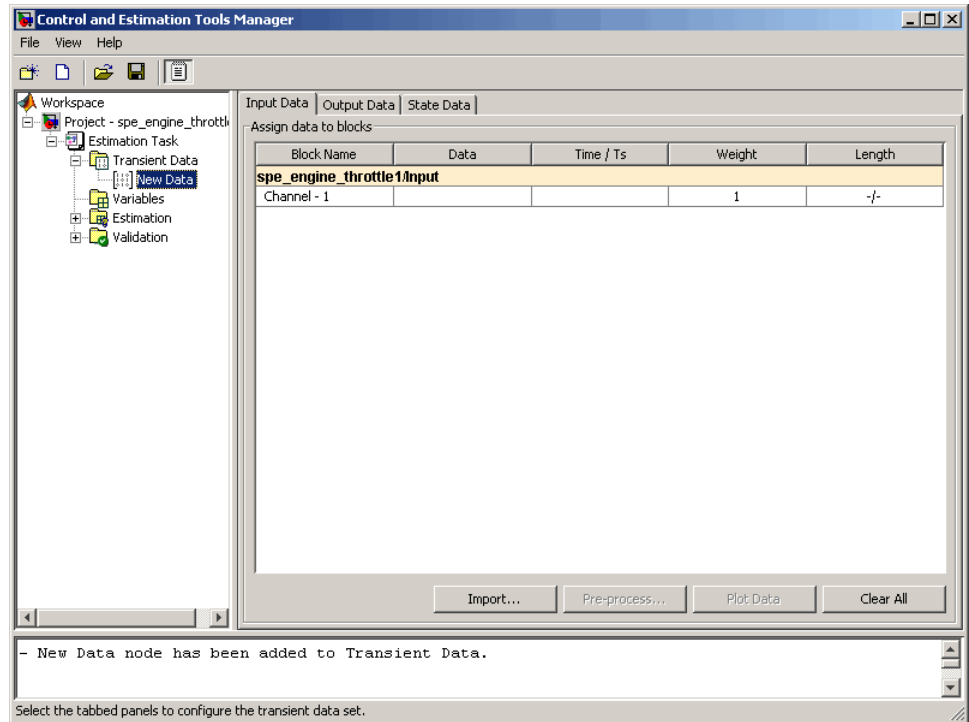 Control and Estimation Tools Manager
File View Help
Workspace
Project - spe_engine_throttl
Estimation Task
Transient Data
New Data
Variables
Estimation
Validation
Input Data Output Data State Data
Assign data to blocks
Block Name Data Time / Ts Weight Length
spe_engine_throttle1/Input
Channel - 1 1 -/-
Import... Pre-process... Plot Data Clear All
- New Data node has been added to Transient Data.
Select the tabbed panels to configure the transient data set.